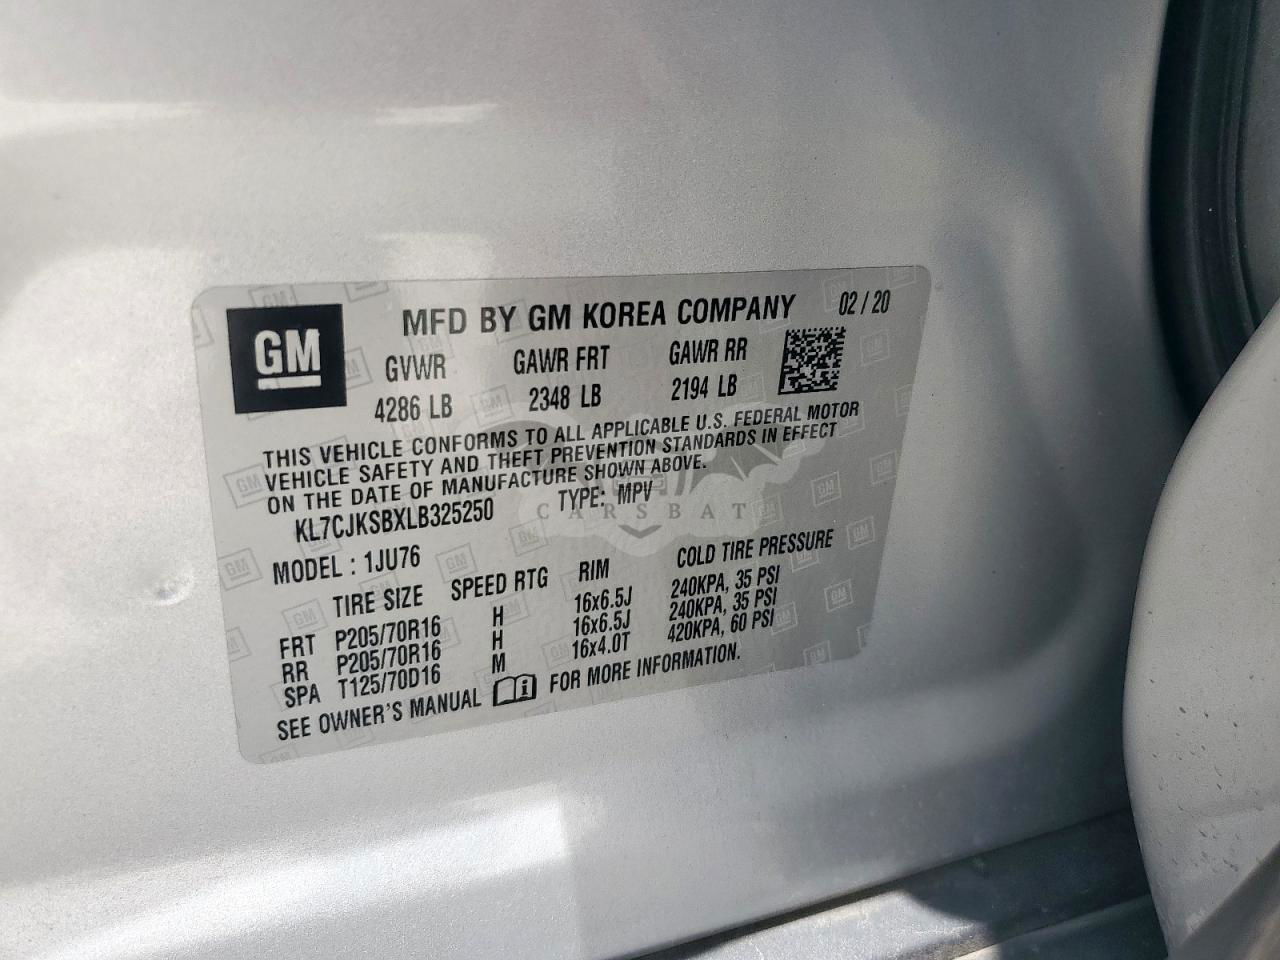 GM
MFD BY GM KOREA COMPANY 02 / 20
GVWR GAWR FRT GAWR RR
4286 LB 2348 LB 2194 LB
THIS VEHICLE CONFORMS TO ALL APPLICABLE U.S. FEDERAL MOTOR
VEHICLE SAFETY AND THEFT PREVENTION STANDARDS IN EFFECT
ON THE DATE OF MANUFACTURE SHOWN ABOVE.
KL7CJKSBXLB325250 TYPE: MPV
CARSBAT
MODEL : 1JU76
TIRE SIZE SPEED RTG RIM COLD TIRE PRESSURE
FRT P205/70R16 H 16x6.5J 240KPA, 35 PSI
RR P205/70R16 H 16x6.5J 240KPA, 35 PSI
SPA T125/70D16 M 16x4.0T 420KPA, 60 PSI
SEE OWNER'S MANUAL FOR MORE INFORMATION.